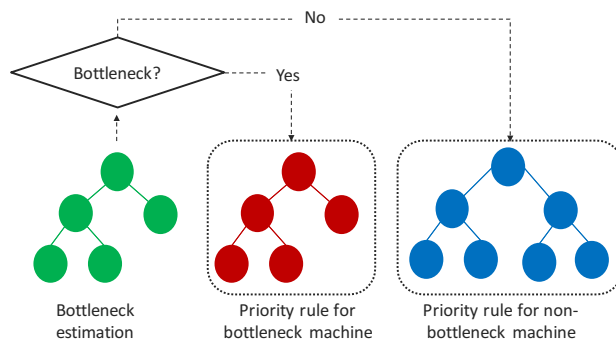 No
Bottleneck?
Yes
Bottleneck
estimation
Priority rule for
bottleneck machine
Priority rule for non-
bottleneck machine